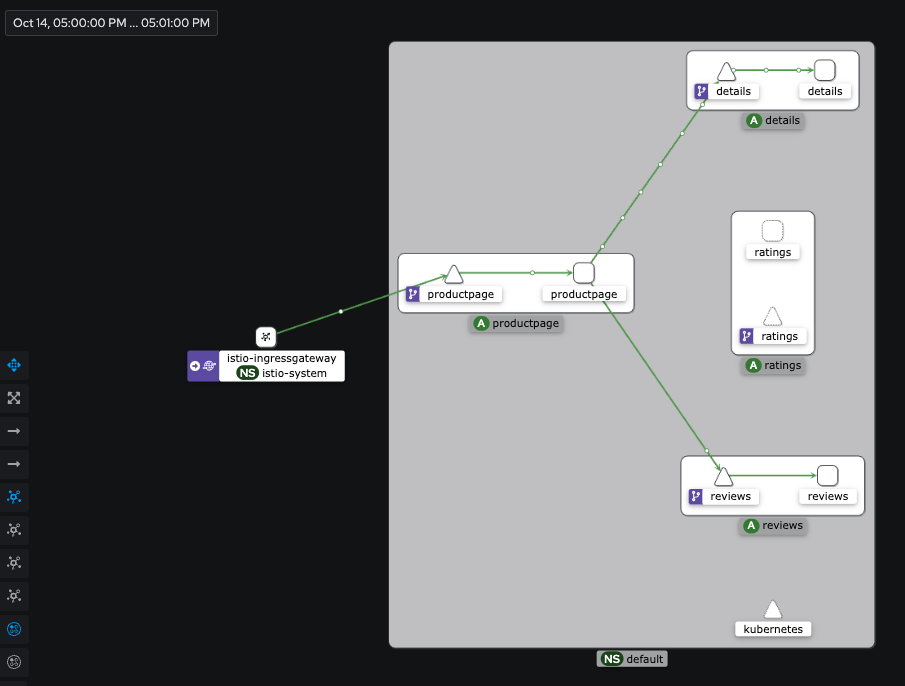 Oct 14, 05:00:00 PM ... 05:01:00 PM
details
details
A details
ratings
productpage
productpage
A productpage
ratings
A ratings
istio-ingressgateway
NS istio-system
reviews
reviews
A reviews
kubernetes
NS default